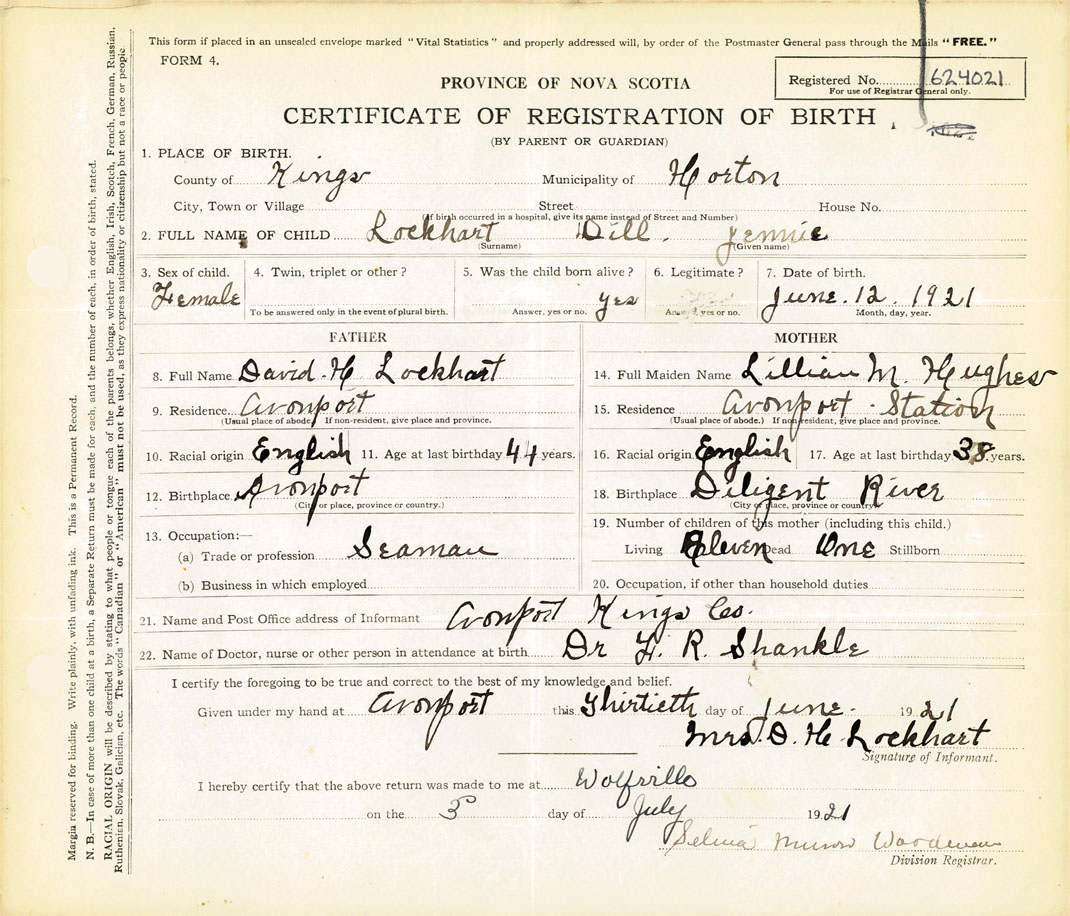 This form if placed in an unsealed envelope marked "Vital Statistics" and properly addressed will, by order of the Postmaster General pass through the Mails "FREE."
FORM 4.
Registered No. 624021
For use of Registrar General only.
PROVINCE OF NOVA SCOTIA
CERTIFICATE OF REGISTRATION OF BIRTH
(BY PARENT OR GUARDIAN)
1. PLACE OF BIRTH.
County of Kings Municipality of Horton
City, Town or Village Street House No.
(If birth occurred in a hospital, give its name instead of Street and Number)
2. FULL NAME OF CHILD Lockhart Dill. Jennie
(Surname) (Given name)
3. Sex of child. 4. Twin, triplet or other? 5. Was the child born alive? 6. Legitimate? 7. Date of birth.
Female yes June. 12. 1921
To be answered only in the event of plural birth. Answer, yes or no. Answer, yes or no. Month, day, year.
FATHER MOTHER
8. Full Name David. H Lockhart 14. Full Maiden Name Lillian M. Hughes
9. Residence Avonport 15. Residence Avonport Station
(Usual place of abode.) If non-resident, give place and province. (Usual place of abode.) If non-resident, give place and province.
10. Racial origin English 11. Age at last birthday 44 years. 16. Racial origin English 17. Age at last birthday 38 years.
12. Birthplace Avonport 18. Birthplace Diligent River
(City or place, province or country.) (City or place, province or country.)
13. Occupation:— 19. Number of children of this mother (including this child.)
(a) Trade or profession Seaman Living Eleven Dead One Stillborn
(b) Business in which employed 20. Occupation, if other than household duties
21. Name and Post Office address of Informant Avonport Kings Co.
22. Name of Doctor, nurse or other person in attendance at birth Dr R. Shankle
I certify the foregoing to be true and correct to the best of my knowledge and belief.
Given under my hand at Avonport this Thirtieth day of June. 1921
Mrs. D. H. Lockhart
Signature of Informant.
I hereby certify that the above return was made to me at Wolfville
on the 5 day of July 1921
Selina Munro Woodman
Division Registrar.
Margin reserved for binding. Write plainly, with unfading ink. This is a Permanent Record.
N. B.—In case of more than one child at a birth, a Separate Return must be made for each, and the number of each, in order of birth, stated.
RACIAL ORIGIN will be described by stating to what people or tongue each of the parents belongs, whether English, Irish, Scotch, French, German, Russian,
Ruthenian, Slovak, Galician, etc. The words "Canadian" or "American" must not be used, as they express nationality or citizenship but not a race or people.